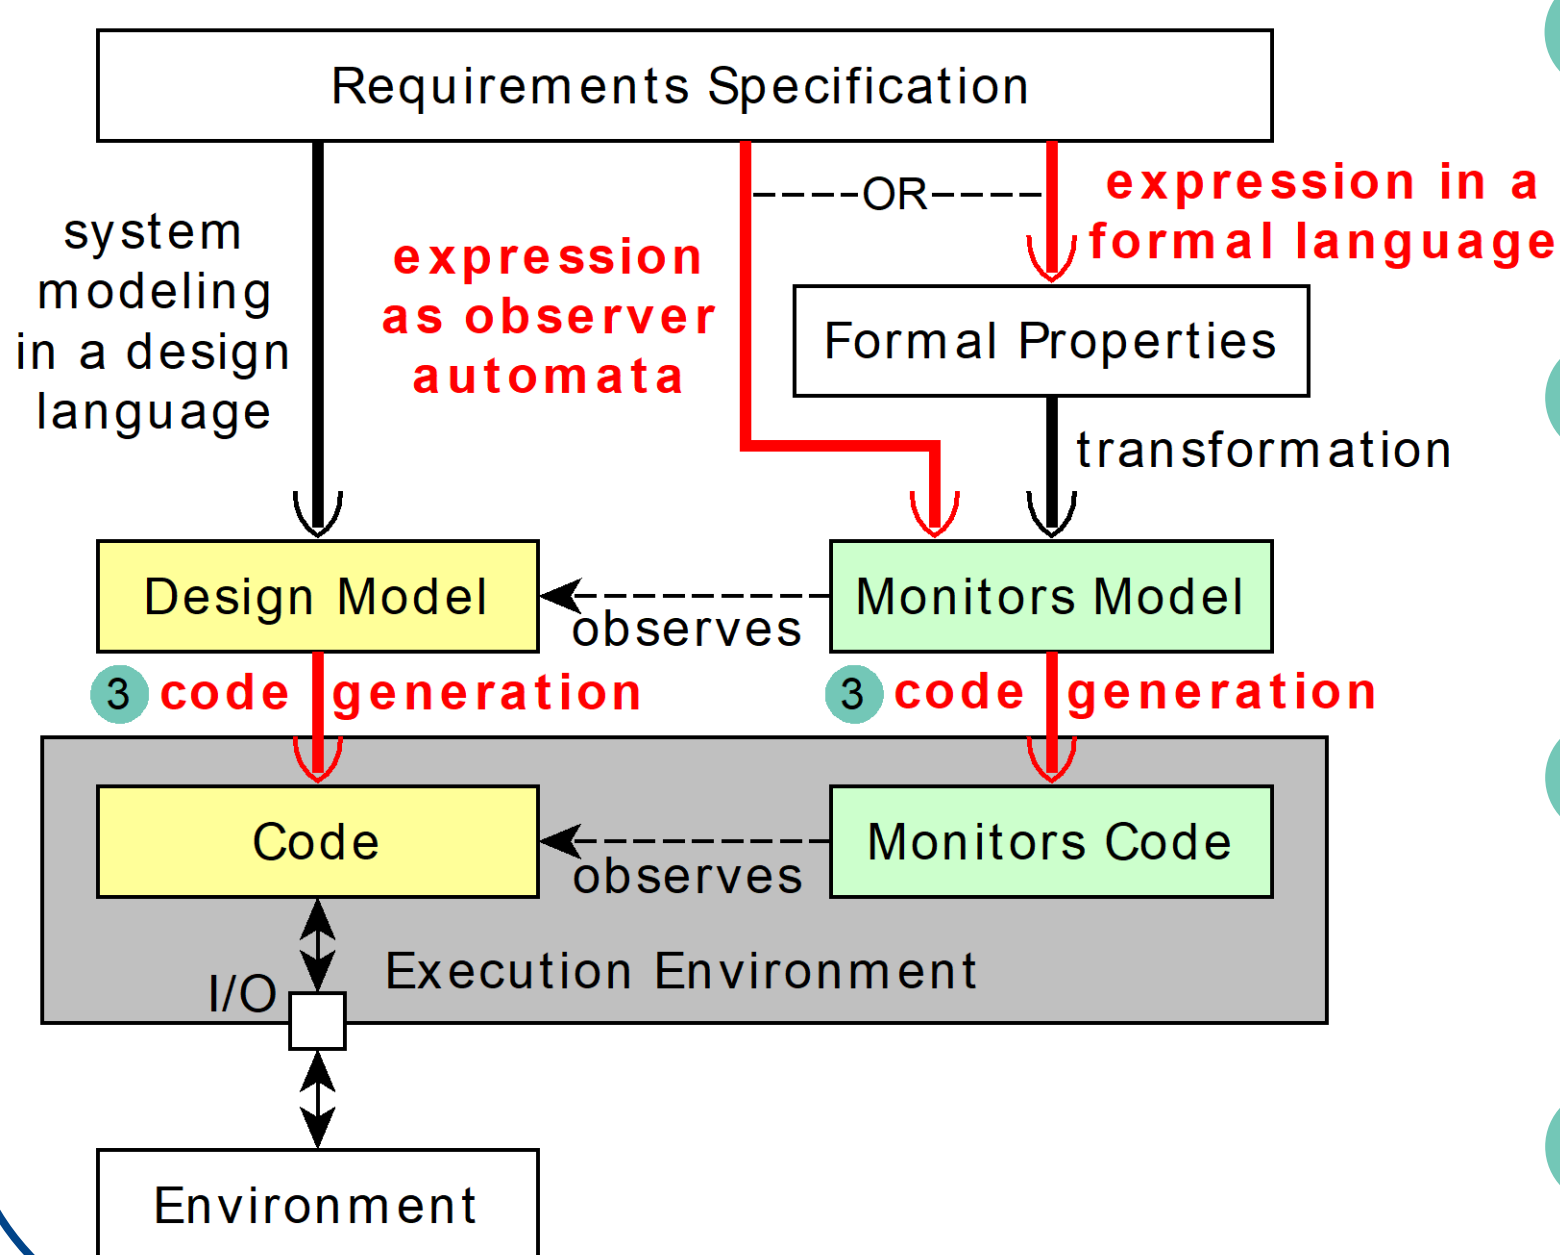 Requirements Specification
OR
expression in a
formal language
system
modeling
in a design
language
expression
as observer
automata
Formal Properties
transformation
Design Model
observes
Monitors Model
3 code generation
3 code generation
Code
observes
Monitors Code
Execution Environment
I/O
Environment